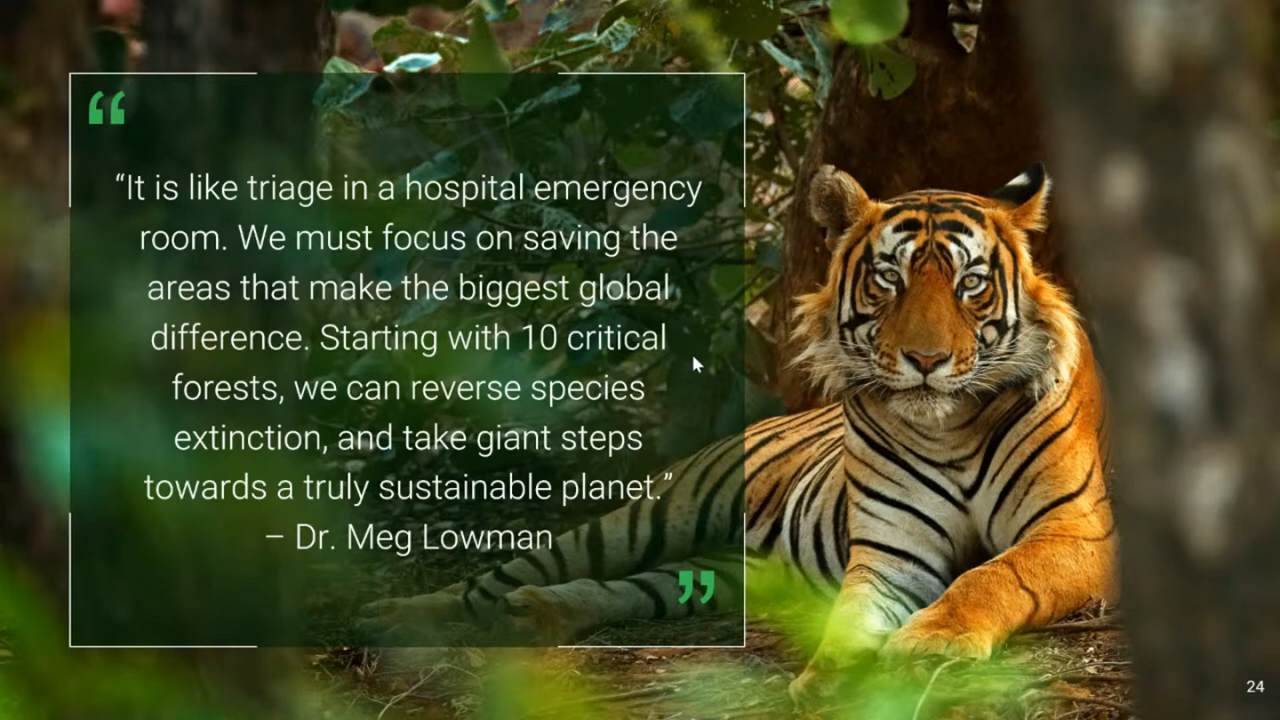 “
“It is like triage in a hospital emergency
room. We must focus on saving the
areas that make the biggest global
difference. Starting with 10 critical
forests, we can reverse species
extinction, and take giant steps
towards a truly sustainable planet.”
– Dr. Meg Lowman
”
24